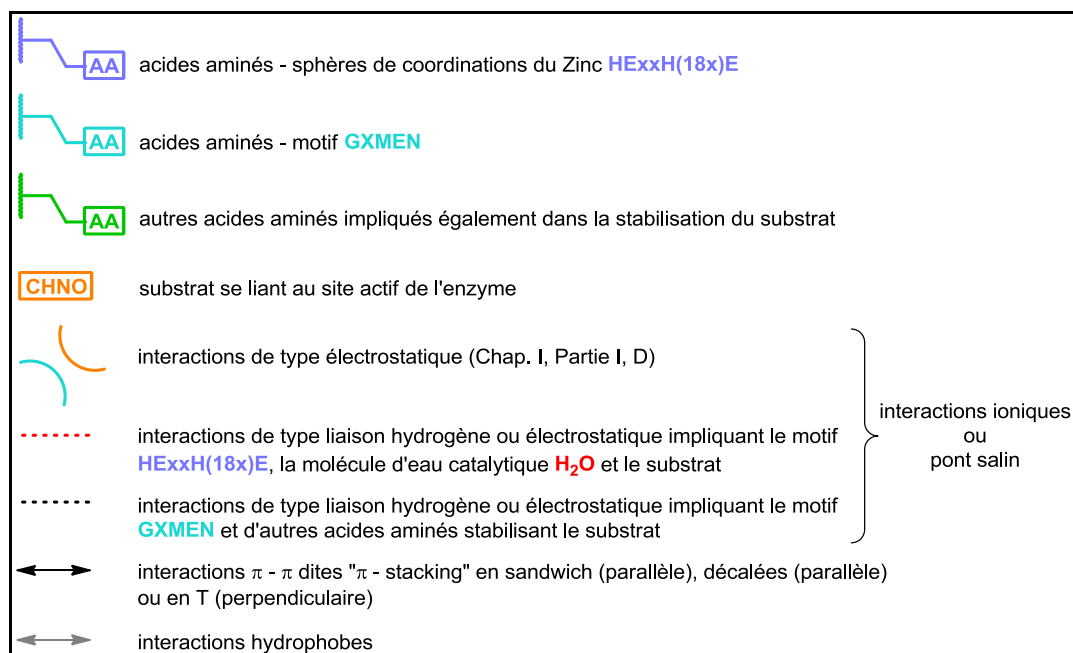 AA acides aminés - sphères de coordinations du Zinc HExxH(18x)E
AA acides aminés - motif GXMEN
AA autres acides aminés impliqués également dans la stabilisation du substrat
CHNO substrat se liant au site actif de l'enzyme
interactions de type électrostatique (Chap. I, Partie I, D)
interactions de type liaison hydrogène ou électrostatique impliquant le motif
HExxH(18x)E, la molécule d'eau catalytique H₂O et le substrat
interactions de type liaison hydrogène ou électrostatique impliquant le motif
GXMEN et d'autres acides aminés stabilisant le substrat
interactions π - π dites "π - stacking" en sandwich (parallèle), décalées (parallèle)
ou en T (perpendiculaire)
interactions hydrophobes
interactions ioniques
ou
pont salin